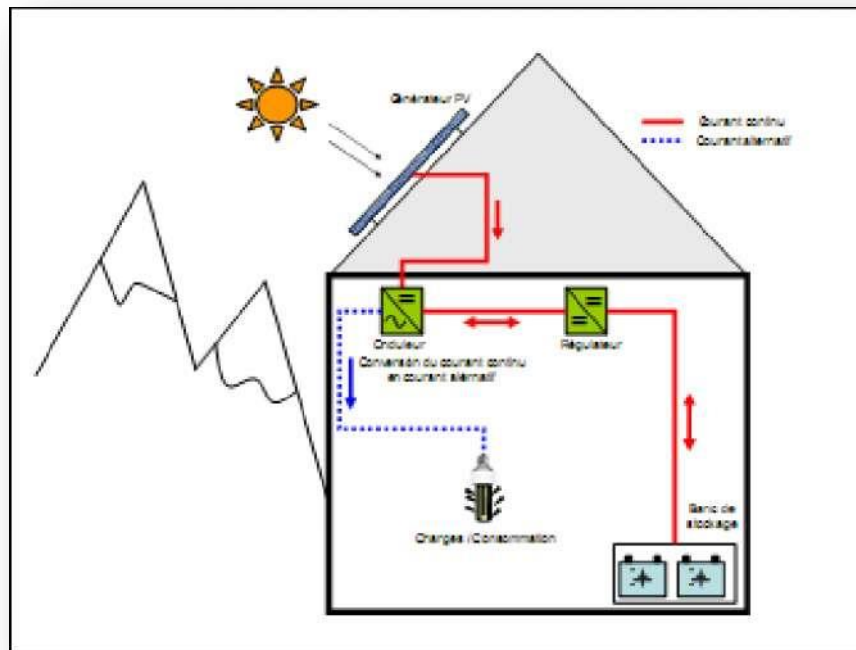 Générateur PV
Courant continu
Courant alternatif
Onduleur
Régulateur
Conversion du courant continu
en courant alternatif
Banc de
stockage
Charges / Consommation